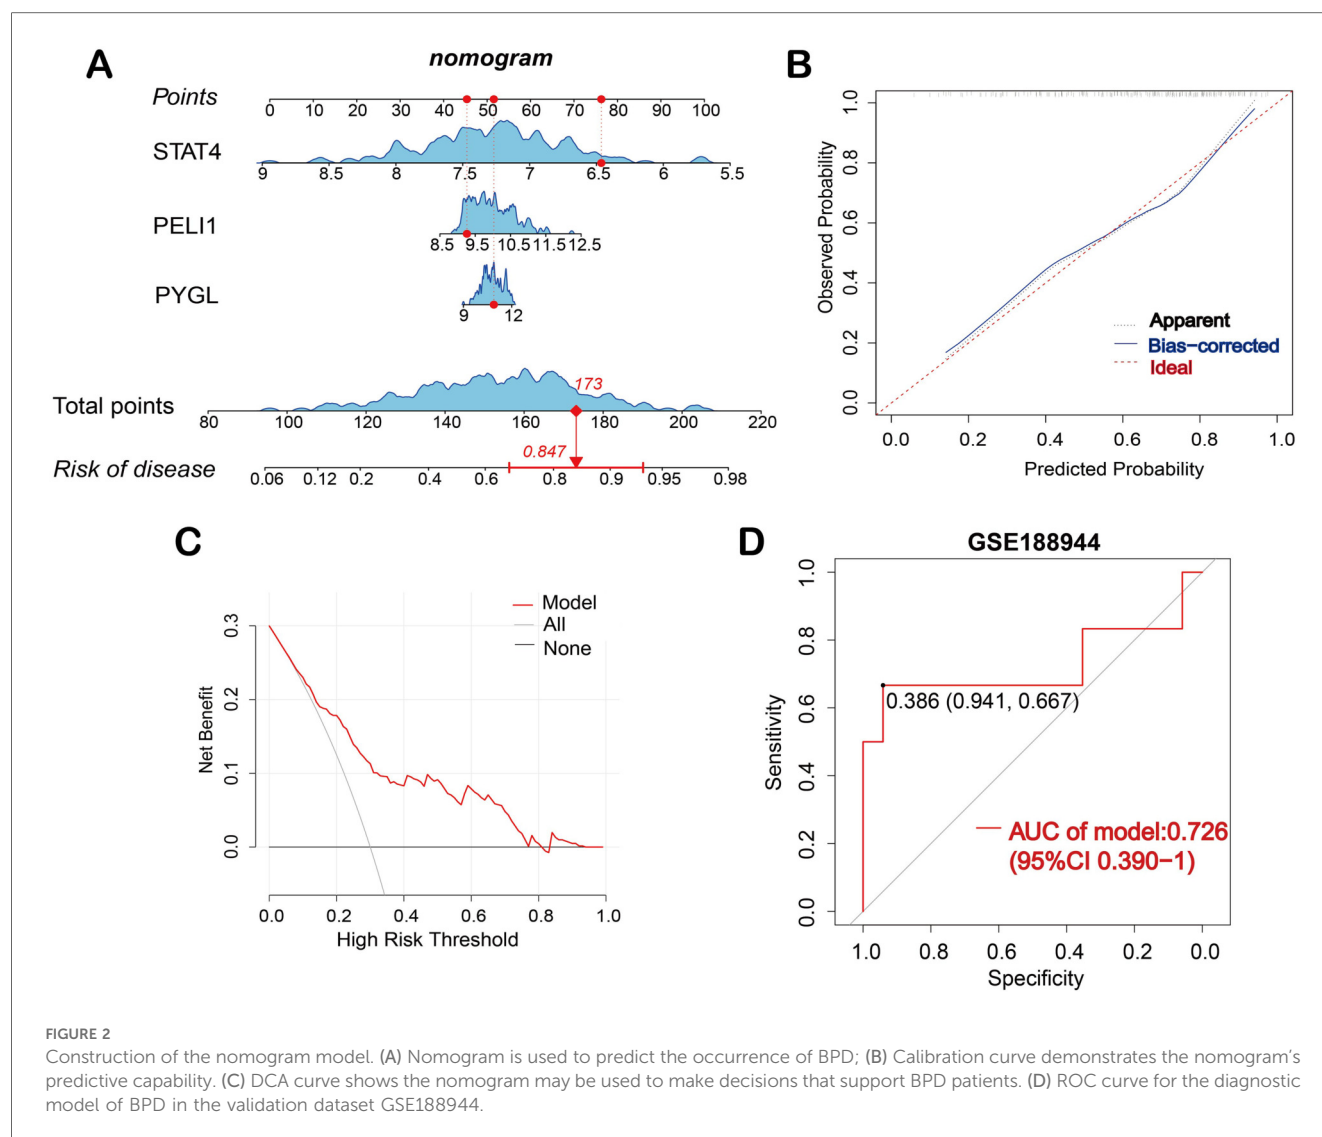 A
nomogram
Points
0 10 20 30 40 50 60 70 80 90 100
STAT4
9 8.5 8 7.5 7 6.5 6 5.5
PELI1
8.5 9.5 10.5 11.5 12.5
PYGL
9 12
173
Total points
80 100 120 140 160 180 200 220
0.847
Risk of disease
0.06 0.12 0.2 0.4 0.6 0.8 0.9 0.95 0.98
B
Observed Probability
1.0
0.8
0.6
0.4
0.2
0.0
Apparent
Bias-corrected
Ideal
0.0 0.2 0.4 0.6 0.8 1.0
Predicted Probability
C
Net Benefit
0.3
0.2
0.1
0.0
Model
All
None
0.0 0.2 0.4 0.6 0.8 1.0
High Risk Threshold
D
GSE188944
Sensitivity
1.0
0.8
0.6
0.4
0.2
0.0
0.386 (0.941, 0.667)
AUC of model:0.726
(95%CI 0.390-1)
1.0 0.8 0.6 0.4 0.2 0.0
Specificity
FIGURE 2
Construction of the nomogram model. (A) Nomogram is used to predict the occurrence of BPD; (B) Calibration curve demonstrates the nomogram's
predictive capability. (C) DCA curve shows the nomogram may be used to make decisions that support BPD patients. (D) ROC curve for the diagnostic
model of BPD in the validation dataset GSE188944.